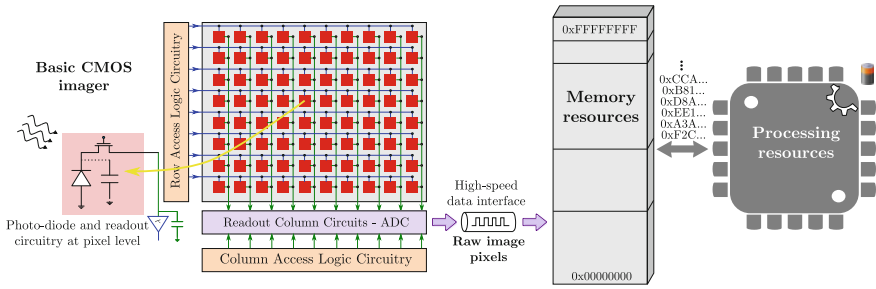 Basic CMOS
imager
Row Access Logic Circuitry
Photo-diode and readout
circuitry at pixel level
Readout Column Circuits - ADC
Column Access Logic Circuitry
High-speed
data interface
Raw image
pixels
0xFFFFFFFF
Memory
resources
0x00000000
0xCCA...
0xB81...
0xD8A...
0xEE1...
0xA3A...
0xF2C...
Processing
resources